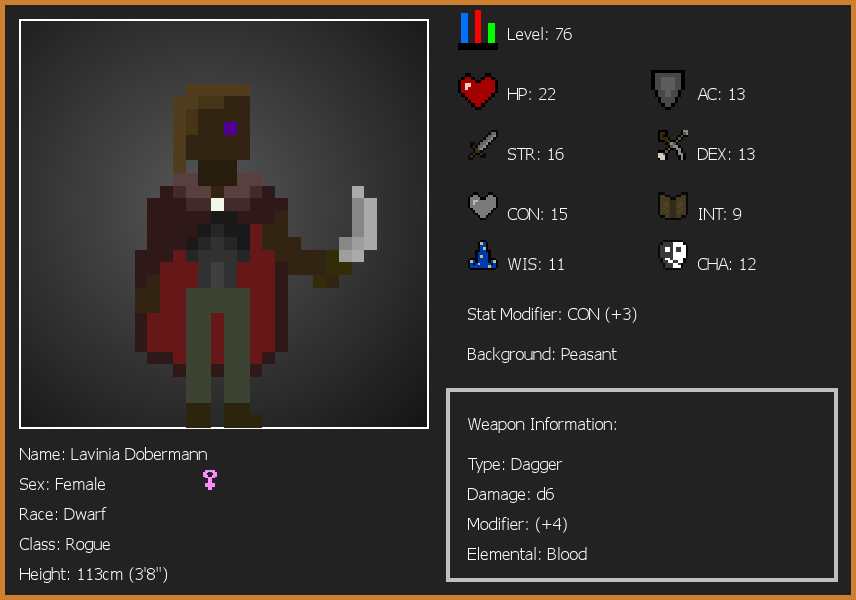 Level: 76
HP: 22
AC: 13
STR: 16
DEX: 13
CON: 15
INT: 9
WIS: 11
CHA: 12
Stat Modifier: CON (+3)
Background: Peasant
Weapon Information:
Type: Dagger
Damage: d6
Modifier: (+4)
Elemental: Blood
Name: Lavinia Dobermann
Sex: Female
Race: Dwarf
Class: Rogue
Height: 113cm (3'8")